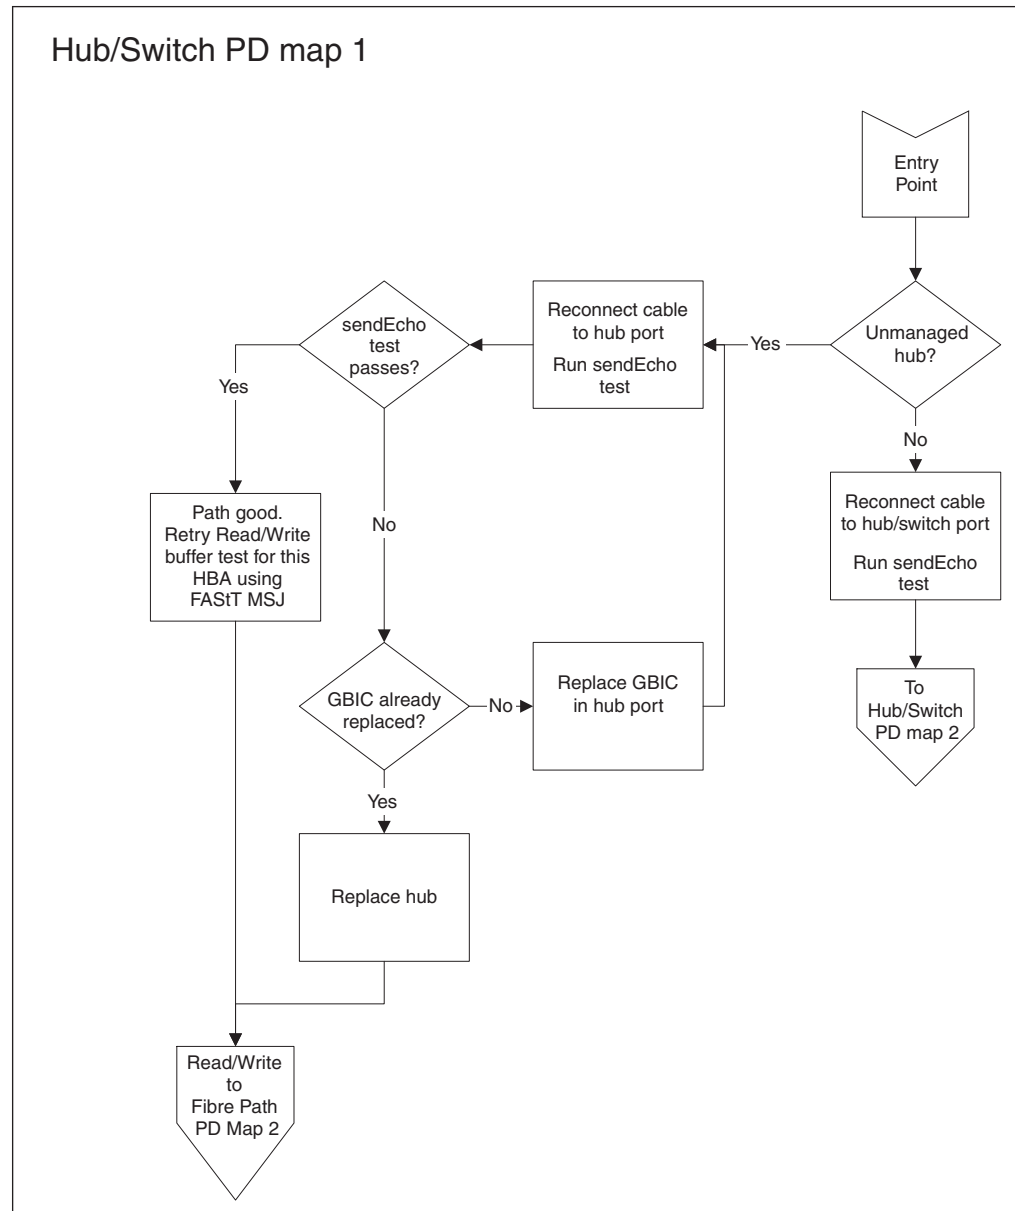 Hub/Switch PD map 1
Entry
Point
Unmanaged
hub?
Yes
Reconnect cable
to hub port
Run sendEcho
test
sendEcho
test
passes?
Yes
No
Reconnect cable
to hub/switch port
Run sendEcho
test
Path good.
Retry Read/Write
buffer test for this
HBA using
FAStT MSJ
No
To
Hub/Switch
PD map 2
GBIC already
replaced?
No
Replace GBIC
in hub port
Yes
Replace hub
Read/Write
to
Fibre Path
PD Map 2